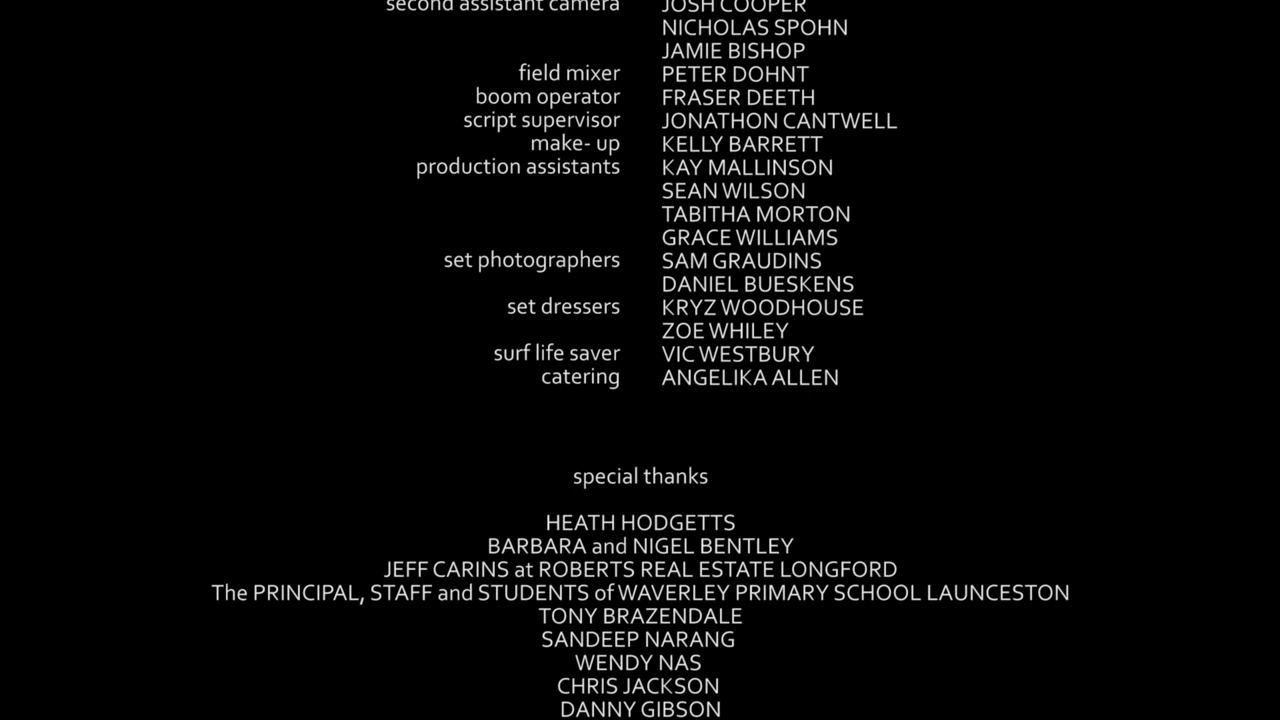 second assistant camera JOSH COOPER
NICHOLAS SPOHN
JAMIE BISHOP
field mixer PETER DOHNT
boom operator FRASER DEETH
script supervisor JONATHON CANTWELL
make- up KELLY BARRETT
production assistants KAY MALLINSON
SEAN WILSON
TABITHA MORTON
GRACE WILLIAMS
set photographers SAM GRAUDINS
DANIEL BUESKENS
set dressers KRYZ WOODHOUSE
ZOE WHILEY
surf life saver VIC WESTBURY
catering ANGELIKA ALLEN
special thanks
HEATH HODGETTS
BARBARA and NIGEL BENTLEY
JEFF CARINS at ROBERTS REAL ESTATE LONGFORD
The PRINCIPAL, STAFF and STUDENTS of WAVERLEY PRIMARY SCHOOL LAUNCESTON
TONY BRAZENDALE
SANDEEP NARANG
WENDY NAS
CHRIS JACKSON
DANNY GIBSON